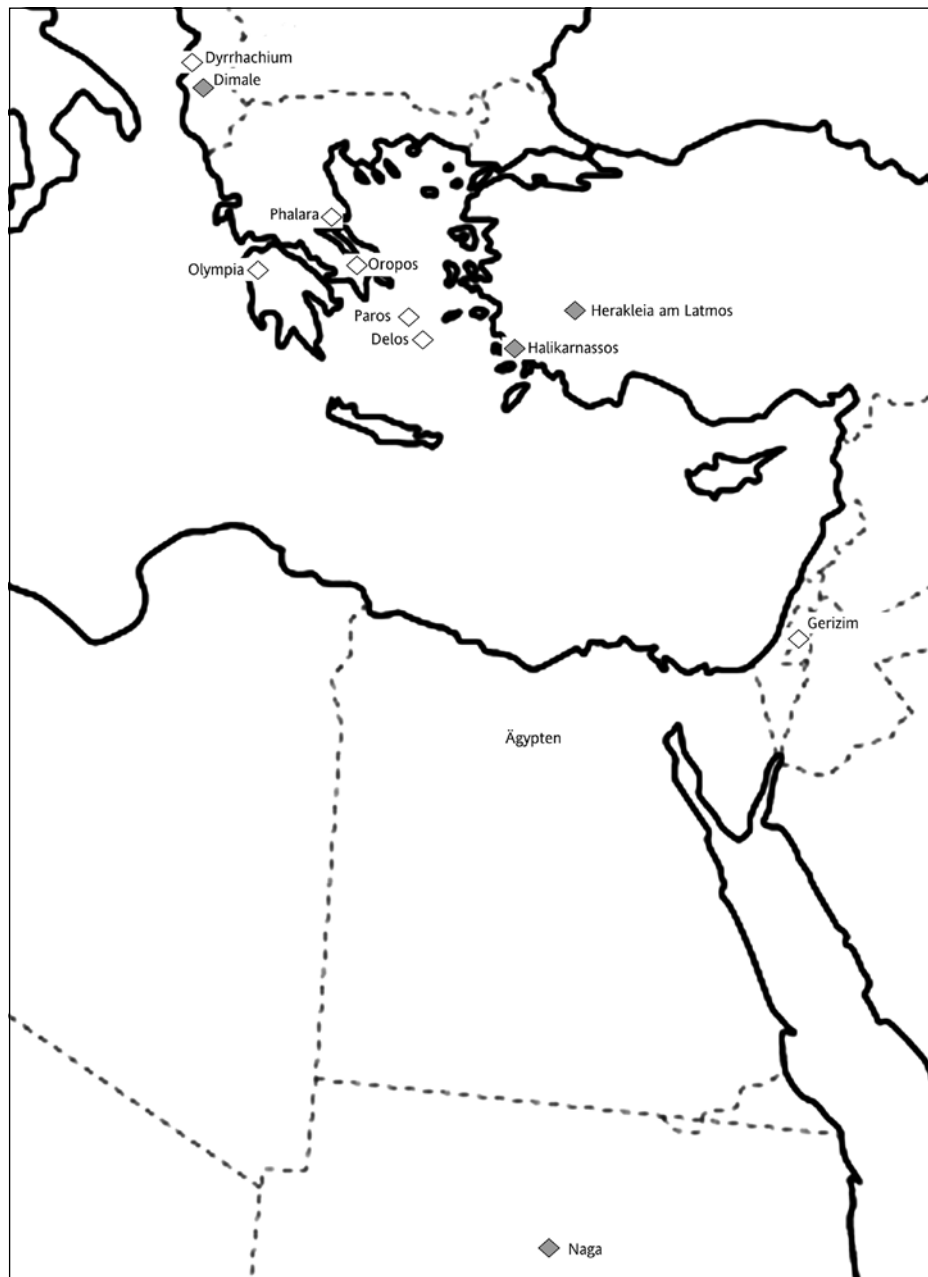 Dyrrhachium
Dimale
Phalara
Olympia
Oropos
Paros
Herakleia am Latmos
Delos
Halikarnassos
Gerizim
Ägypten
Naga